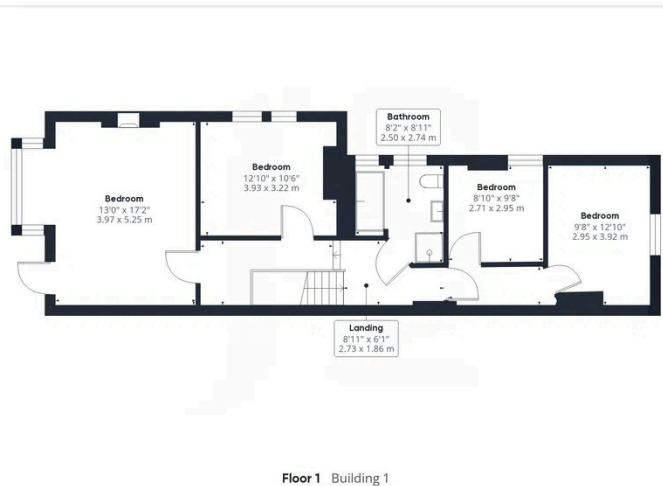 Bathroom
8'2" x 8'11"
2.50 x 2.74 m
Bedroom
12'10" x 10'6"
3.93 x 3.22 m
Bedroom
13'0" x 17'2"
3.97 x 5.25 m
Bedroom
8'10" x 9'8"
2.71 x 2.95 m
Bedroom
9'8" x 12'10"
2.95 x 3.92 m
Landing
8'11" x 6'1"
2.73 x 1.86 m
Floor 1 Building 1